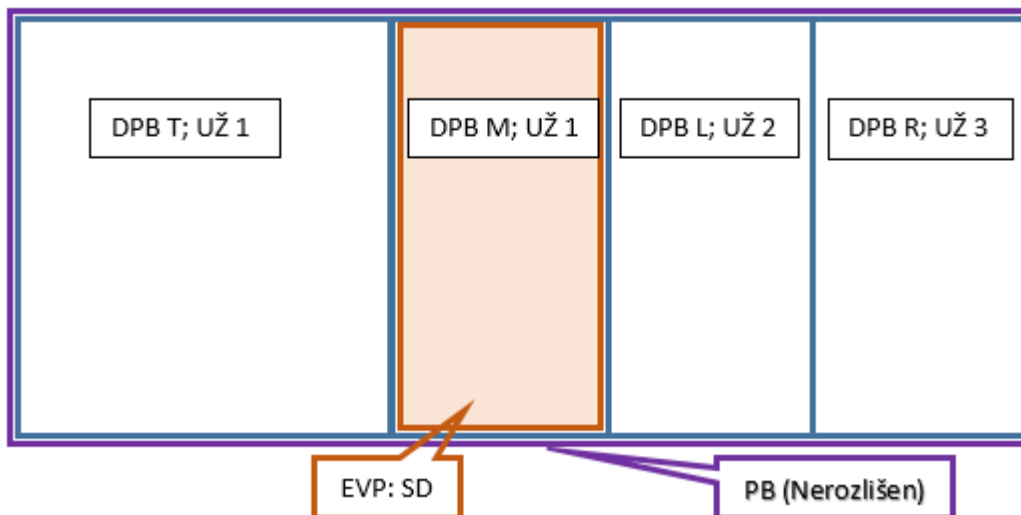 DPB T; UŽ 1
DPB M; UŽ 1
DPB L; UŽ 2
DPB R; UŽ 3
EVP: SD
PB (Nerozlišen)